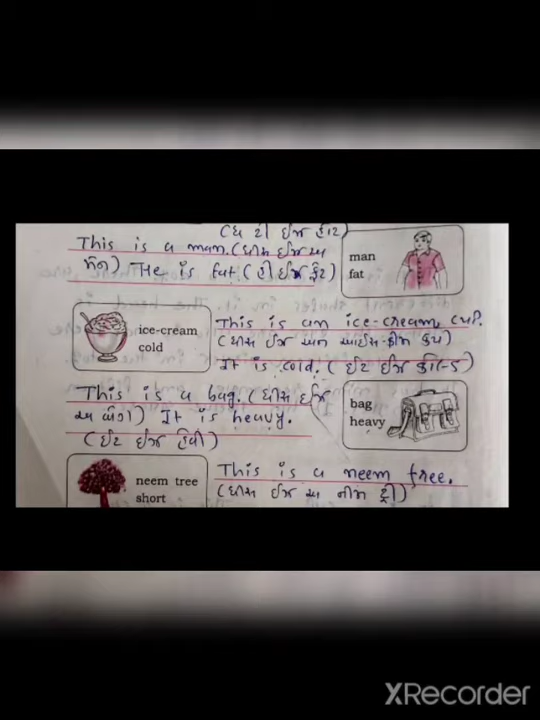 (ધ ટી ઈઝ હોટ)
This is a man. (ધીસ ઈઝ અ
મેન) He is fat. (હી ઈઝ ફેટ)
man
fat
ice-cream
cold
This is an ice-cream cup.
(ધીસ ઈઝ અન આઈસ-ક્રીમ કપ)
It is cold. (ઈટ ઈઝ કોલ્ડ)
This is a bag. (ધીસ ઈઝ
અ બેગ) It is heavy.
(ઈટ ઈઝ હેવી)
bag
heavy
neem tree
short
This is a neem tree.
(ધીસ ઈઝ અ નીમ ટ્રી)
XRecorder